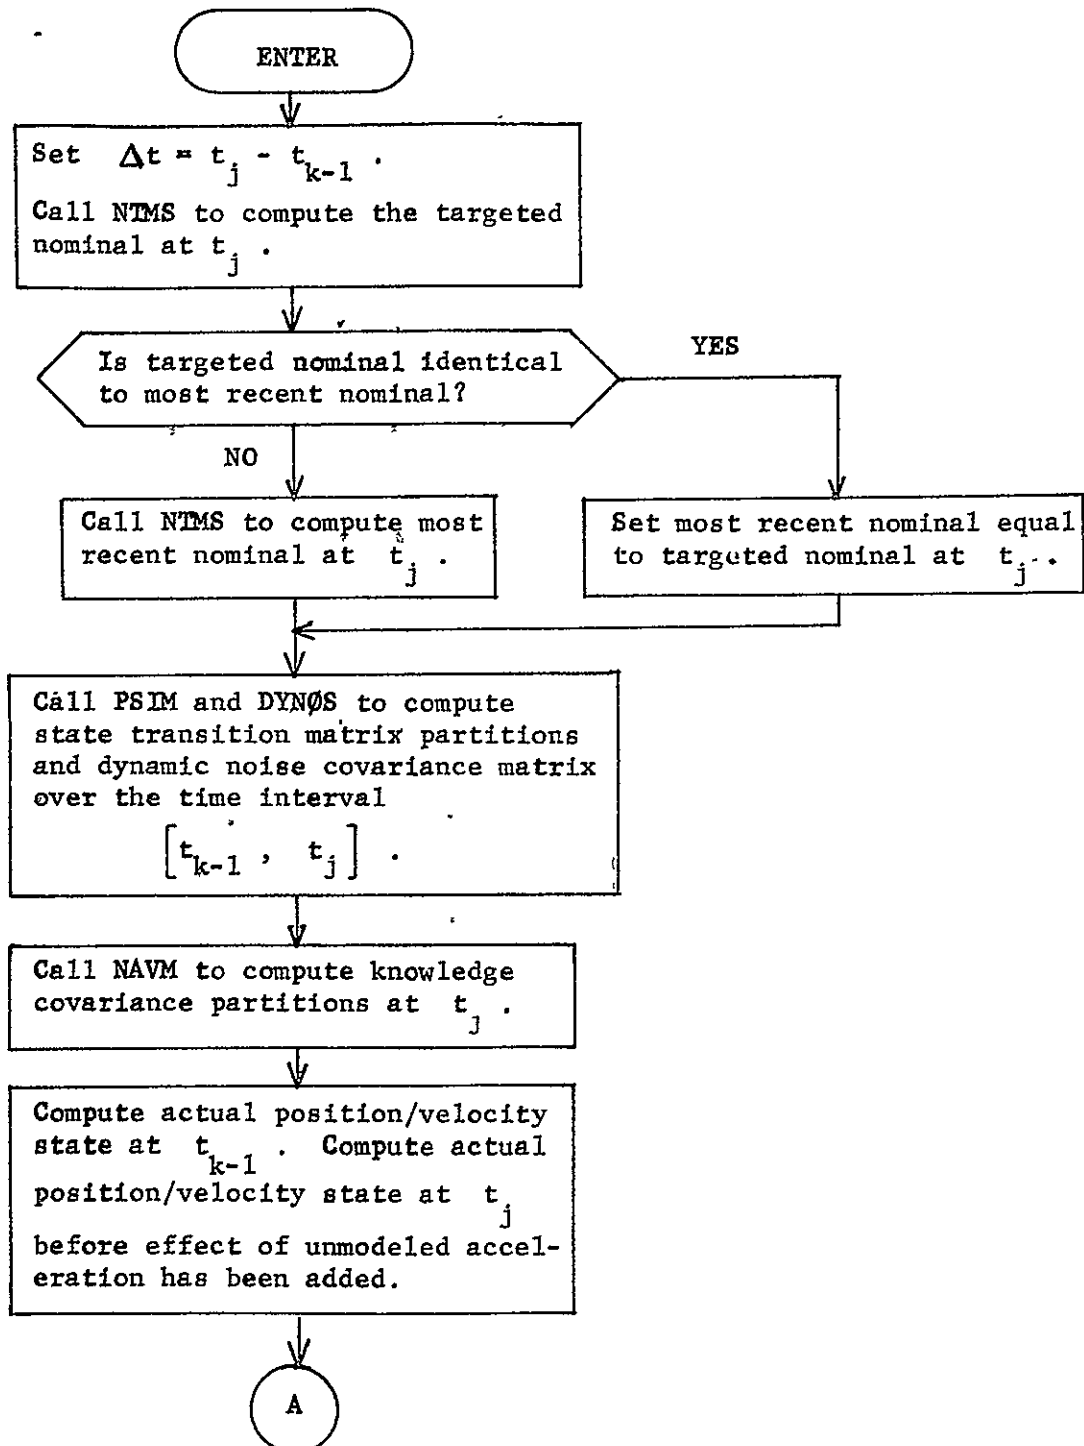 ENTER
Set Δt = t_j - t_{k-1} .
Call NTMS to compute the targeted
nominal at t_j .
Is targeted nominal identical
to most recent nominal?
YES
NO
Call NTMS to compute most
recent nominal at t_j .
Set most recent nominal equal
to targeted nominal at t_j .
Call PSIM and DYNØS to compute
state transition matrix partitions
and dynamic noise covariance matrix
over the time interval
[t_{k-1} , t_j] .
Call NAVM to compute knowledge
covariance partitions at t_j .
Compute actual position/velocity
state at t_{k-1} . Compute actual
position/velocity state at t_j
before effect of unmodeled accel-
eration has been added.
A